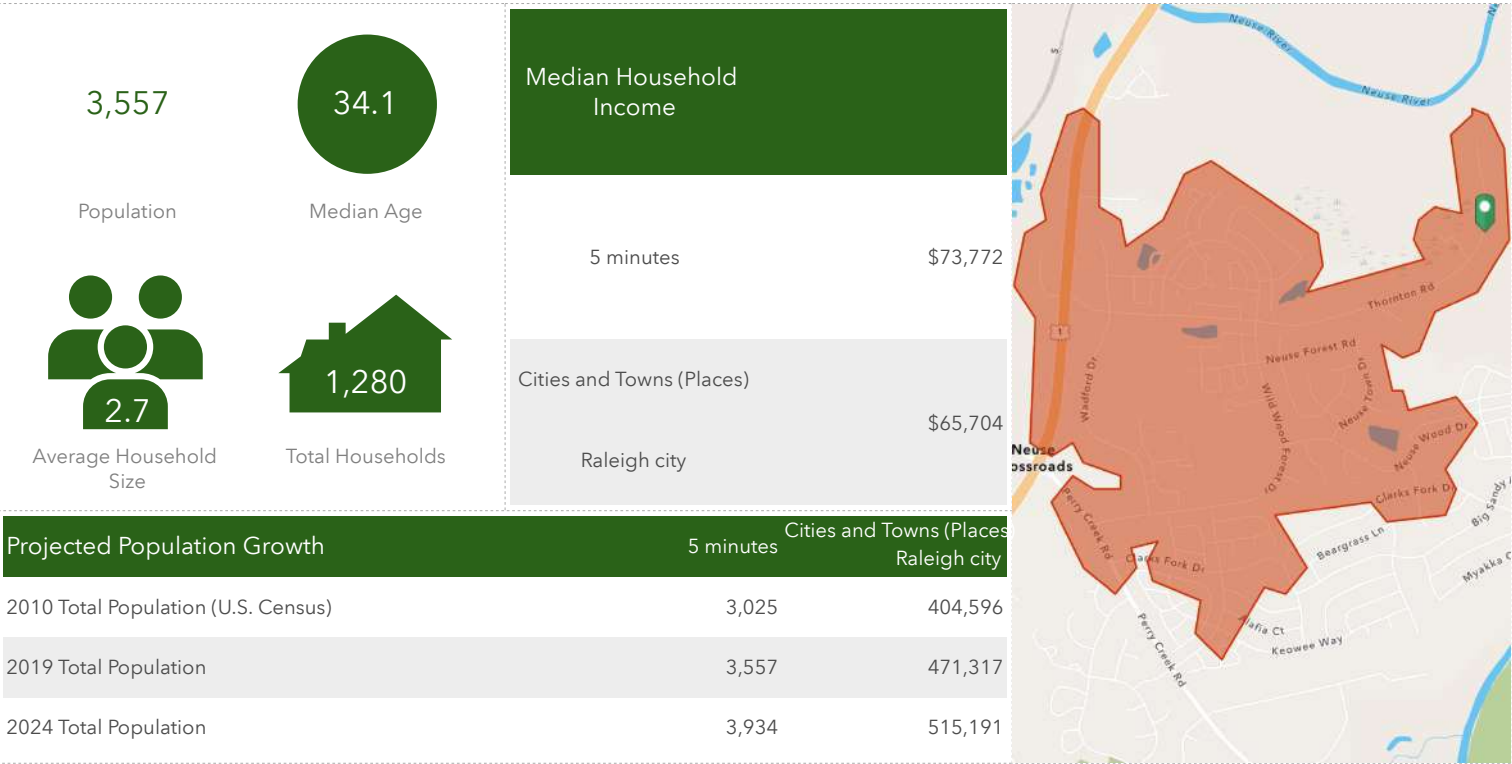 3,557
Population
34.1
Median Age
2.7
Average Household
Size
1,280
Total Households
Median Household
Income
5 minutes
$73,772
Cities and Towns (Places)
Raleigh city
$65,704
Projected Population Growth
5 minutes
Cities and Towns (Places
Raleigh city
2010 Total Population (U.S. Census)
3,025
404,596
2019 Total Population
3,557
471,317
2024 Total Population
3,934
515,191
Neuse River
Neuse River
S
1
Thornton Rd
Neuse Forest Rd
Wadford Dr
Wild Wood Forest Dr
Neuse Town Dr
Neuse Wood Dr
Neuse
ossroads
Clarks Fork Dr
Big Sandy
Perry Creek Rd
Clarks Fork Dr
Beargrass Ln
Myakka
Alafia Ct
Keowee Way
Perry Creek Rd